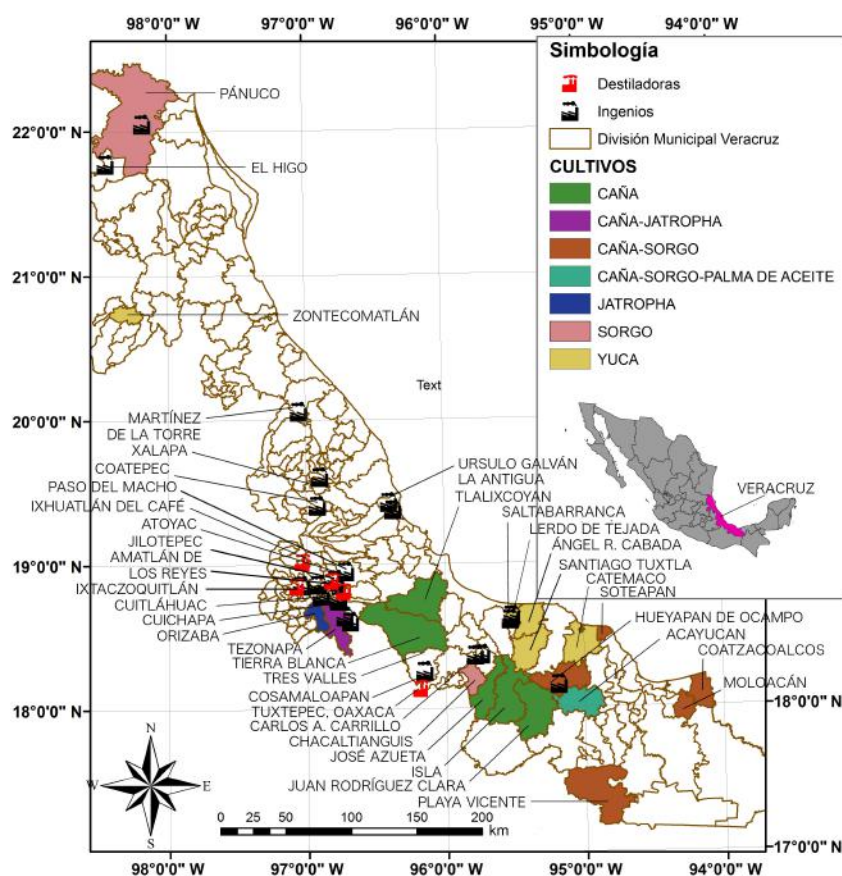 98°0'0" W
97°0'0" W
96°0'0" W
95°0'0" W
94°0'0" W
Simbología
Destiladoras
Ingenios
División Municipal Veracruz
CULTIVOS
CAÑA
CAÑA-JATROPHA
CAÑA-SORGO
CAÑA-SORGO-PALMA DE ACEITE
JATROPHA
SORGO
YUCA
VERACRUZ
22°0'0" N
21°0'0" N
20°0'0" N
19°0'0" N
18°0'0" N
PÁNUCO
EL HIGO
ZONTECOMATLÁN
Text
MARTÍNEZ
DE LA TORRE
XALAPA
COATEPEC
PASO DEL MACHO
IXHUATLÁN DEL CAFÉ
ATOYAC
JILOTEPEC
AMATLÁN DE
LOS REYES
IXTACZOQUITLÁN
CUITLÁHUAC
CUICHAPA
ORIZABA
TEZONAPA
TIERRA BLANCA
TRES VALLES
COSAMALOAPAN
TUXTEPEC, OAXACA
CARLOS A. CARRILLO
CHACALTIANGUIS
JOSÉ AZUETA
ISLA
JUAN RODRÍGUEZ CLARA
PLAYA VICENTE
URSULO GALVÁN
LA ANTIGUA
TLALIXCOYAN
SALTABARRANCA
LERDO DE TEJADA
ÁNGEL R. CABADA
SANTIAGO TUXTLA
CATEMACO
SOTEAPAN
HUEYAPAN DE OCAMPO
ACAYUCAN
COATZACOALCOS
MOLOACÁN
19°0'0" N
18°0'0" N
17°0'0" N
N
W
E
S
0 25 50 100 150 200
km
98°0'0" W
97°0'0" W
96°0'0" W
95°0'0" W
94°0'0" W